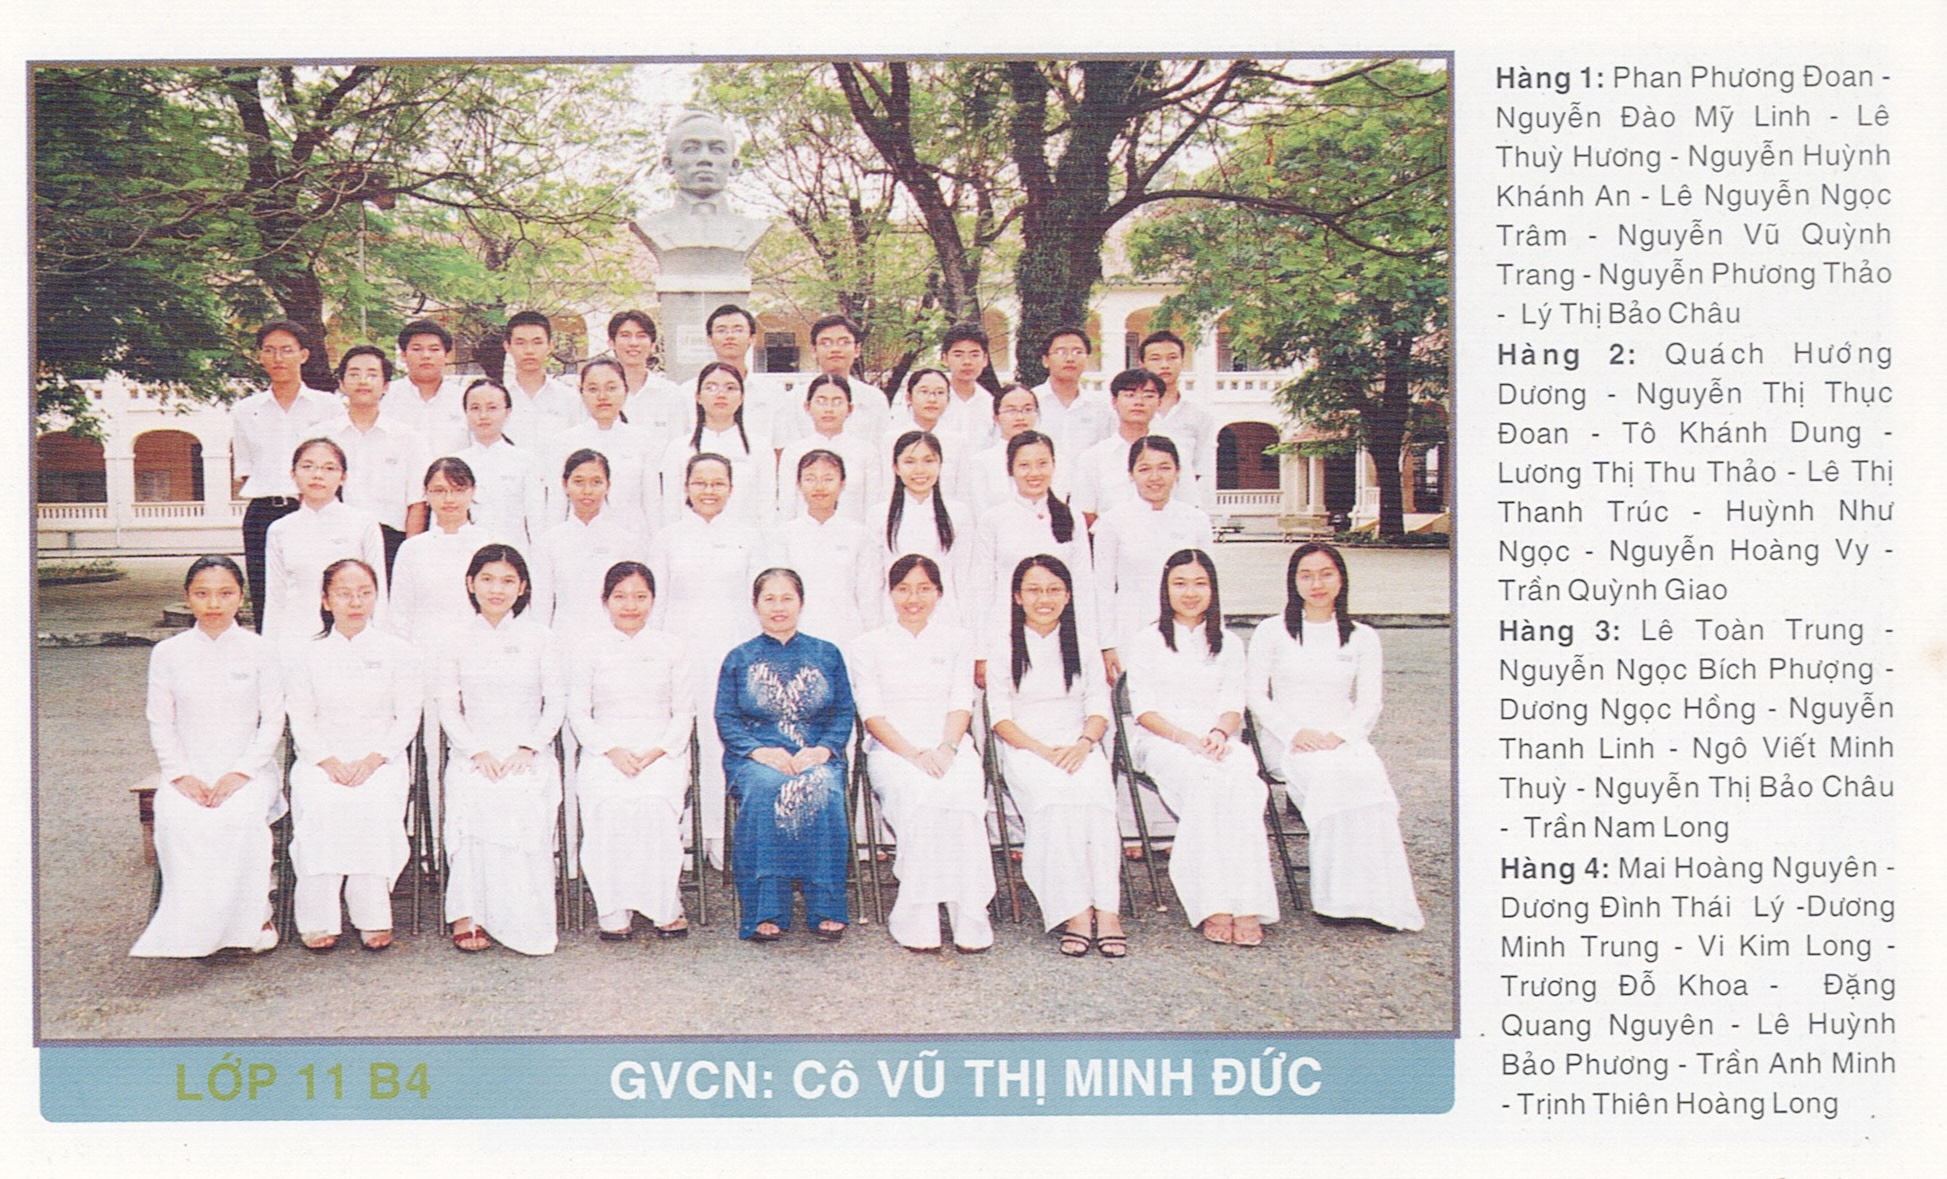 LỚP 11 B4
GVCN: Cô VŨ THỊ MINH ĐỨC
Hàng 1: Phan Phương Đoan -
Nguyễn Đào Mỹ Linh - Lê
Thuỳ Hương - Nguyễn Huỳnh
Khánh An - Lê Nguyễn Ngọc
Trâm - Nguyễn Vũ Quỳnh
Trang - Nguyễn Phương Thảo
- Lý Thị Bảo Châu
Hàng 2: Quách Hướng
Dương - Nguyễn Thị Thục
Đoan - Tô Khánh Dung -
Lương Thị Thu Thảo - Lê Thị
Thanh Trúc - Huỳnh Như
Ngọc - Nguyễn Hoàng Vy -
Trần Quỳnh Giao
Hàng 3: Lê Toàn Trung -
Nguyễn Ngọc Bích Phượng -
Dương Ngọc Hồng - Nguyễn
Thanh Linh - Ngô Viết Minh
Thuỳ - Nguyễn Thị Bảo Châu
- Trần Nam Long
Hàng 4: Mai Hoàng Nguyên -
Dương Đình Thái Lý -Dương
Minh Trung - Vi Kim Long -
Trương Đỗ Khoa - Đặng
Quang Nguyên - Lê Huỳnh
Bảo Phương - Trần Anh Minh
- Trịnh Thiên Hoàng Long